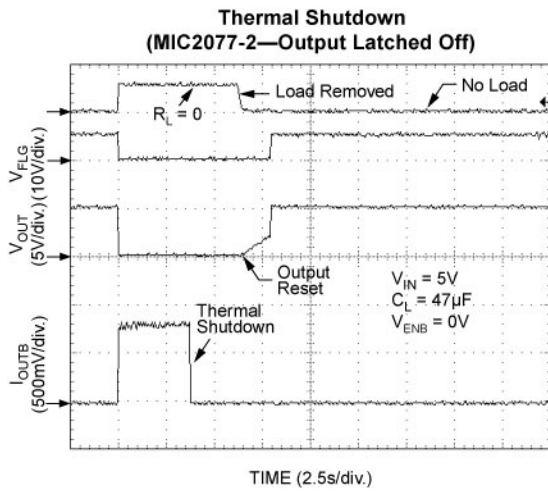 Thermal Shutdown
(MIC2077-2—Output Latched Off)
Load Removed
No Load
R_L = 0
V_FLG
(10V/div.)
V_OUT
(5V/div.)
Output
Reset
V_IN = 5V
C_L = 47µF
V_ENB = 0V
Thermal
Shutdown
I_OUTB
(500mV/div.)
TIME (2.5s/div.)